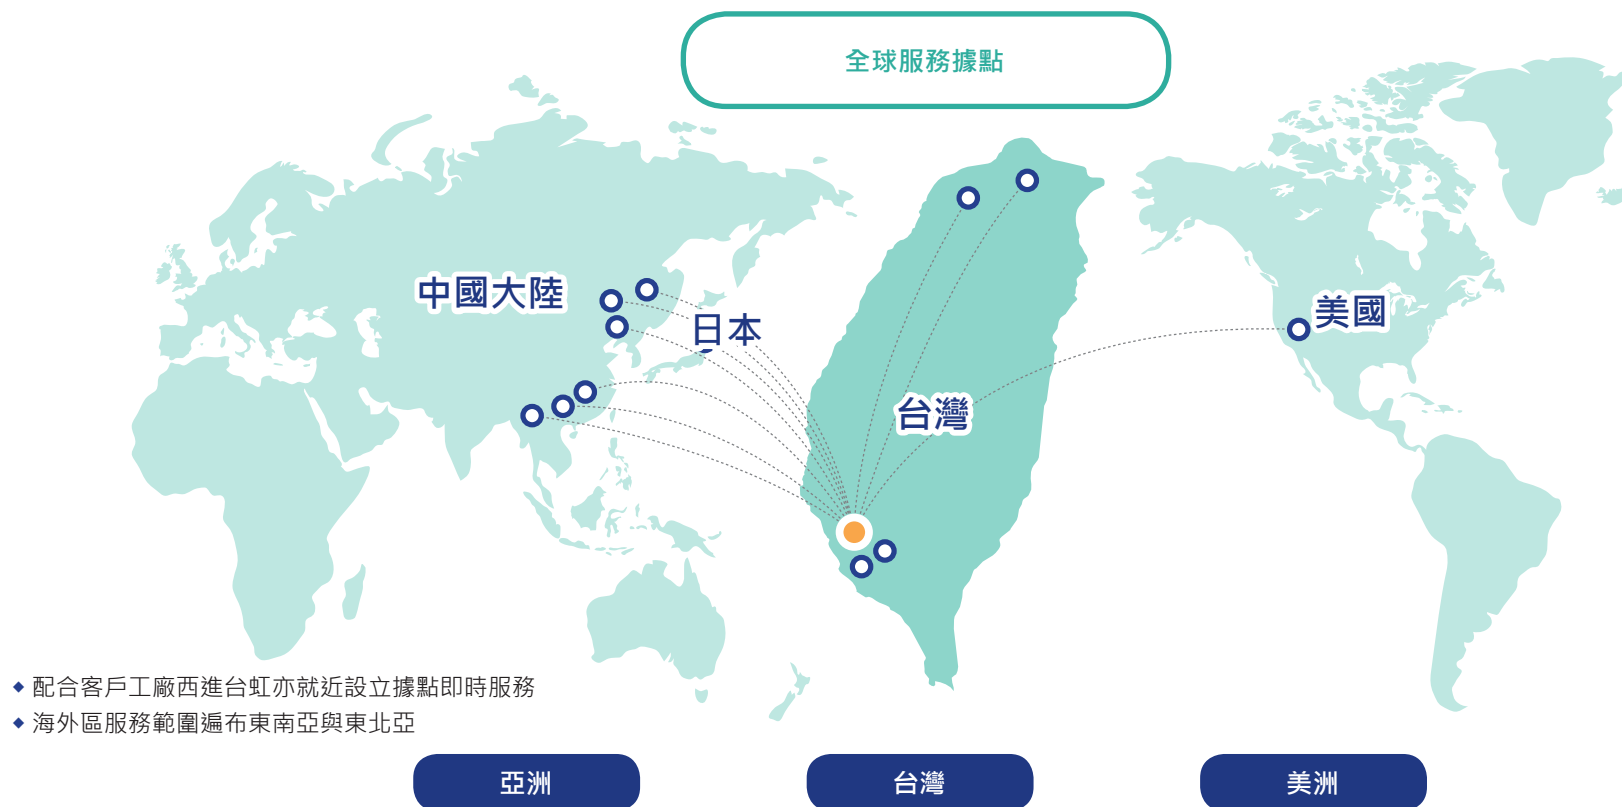 全球服務據點
中國大陸
日本
美國
台灣
◆ 配合客戶工廠西進台虹亦就近設立據點即時服務
◆ 海外區服務範圍遍布東南亞與東北亞
亞洲
台灣
美洲